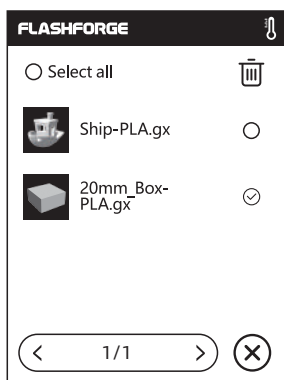 FLASHFORGE
Select all
Ship-PLA.gx
20mm_Box-
PLA.gx
1/1